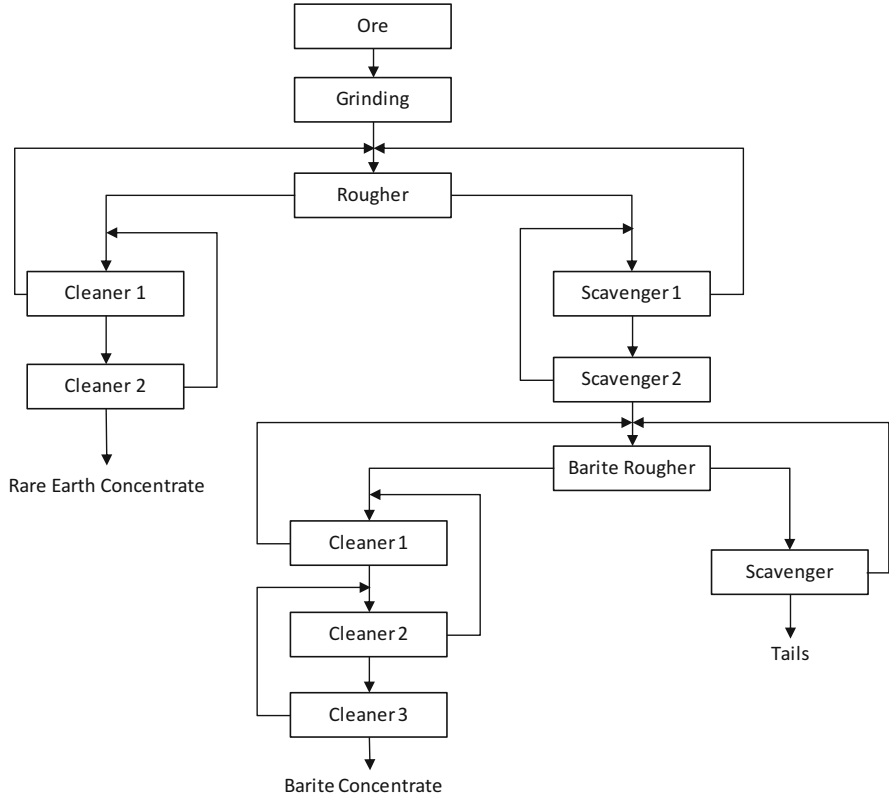 Ore
Grinding
Rougher
Cleaner 1
Scavenger 1
Cleaner 2
Scavenger 2
Rare Earth Concentrate
Barite Rougher
Cleaner 1
Scavenger
Cleaner 2
Tails
Cleaner 3
Barite Concentrate